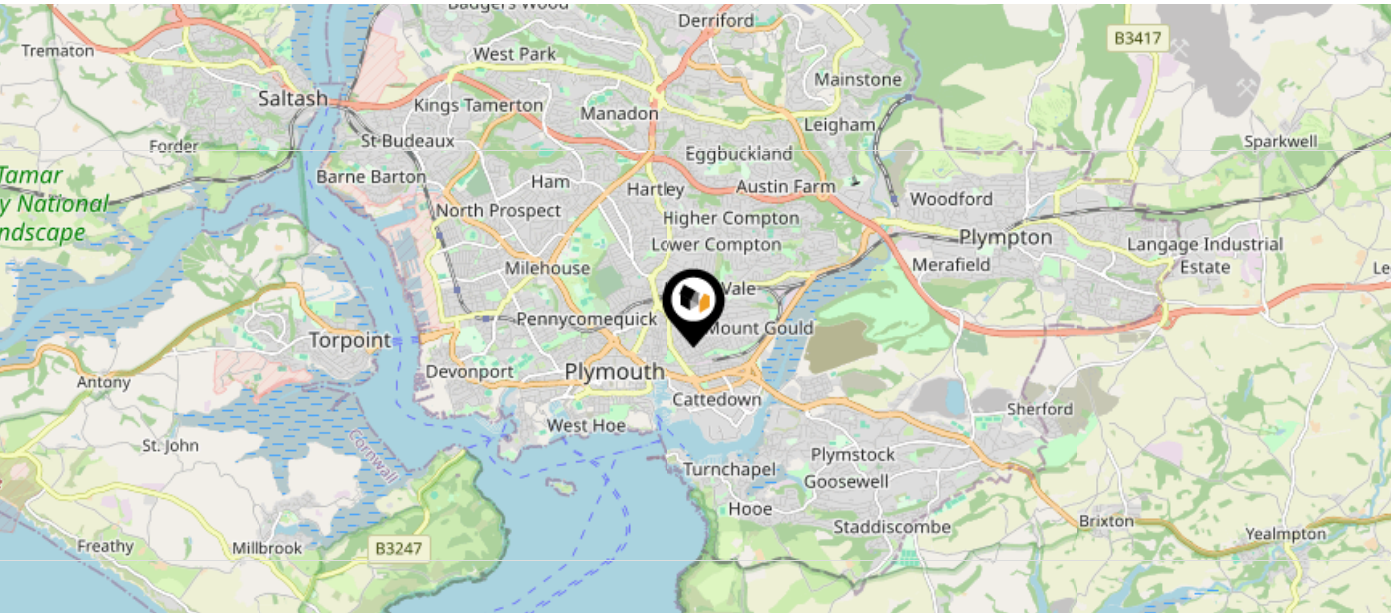 Badgers Wood
Derriford
B3417
Trematon
West Park
Mainstone
Saltash
Kings Tamerton
Manadon
Leigham
St Budeaux
Sparkwell
Forder
Eggbuckland
Tamar
y National
ndscape
Barne Barton
Ham
Hartley
Austin Farm
Woodford
North Prospect
Higher Compton
Lower Compton
Plympton
Langage Industrial
Estate
Milehouse
Merafield
Le
Vale
Pennycomequick
Mount Gould
Torpoint
Devonport
Plymouth
Antony
Cattedown
Sherford
West Hoe
St. John
Cornwall
Plymstock
Turnchapel
Goosewell
Hooe
Staddiscombe
Brixton
Yealmpton
Freathy
Millbrook
B3247